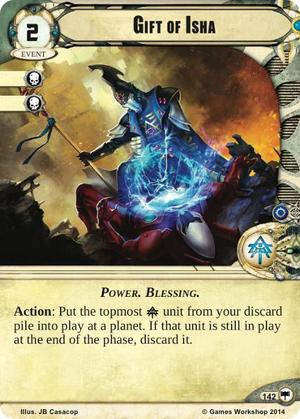 Gift of Isha
2
EVENT
Power. Blessing.
Action: Put the topmost unit from your discard
pile into play at a planet. If that unit is still in play
at the end of the phase, discard it.
Illus. JB Casacop
© Games Workshop 2014
142